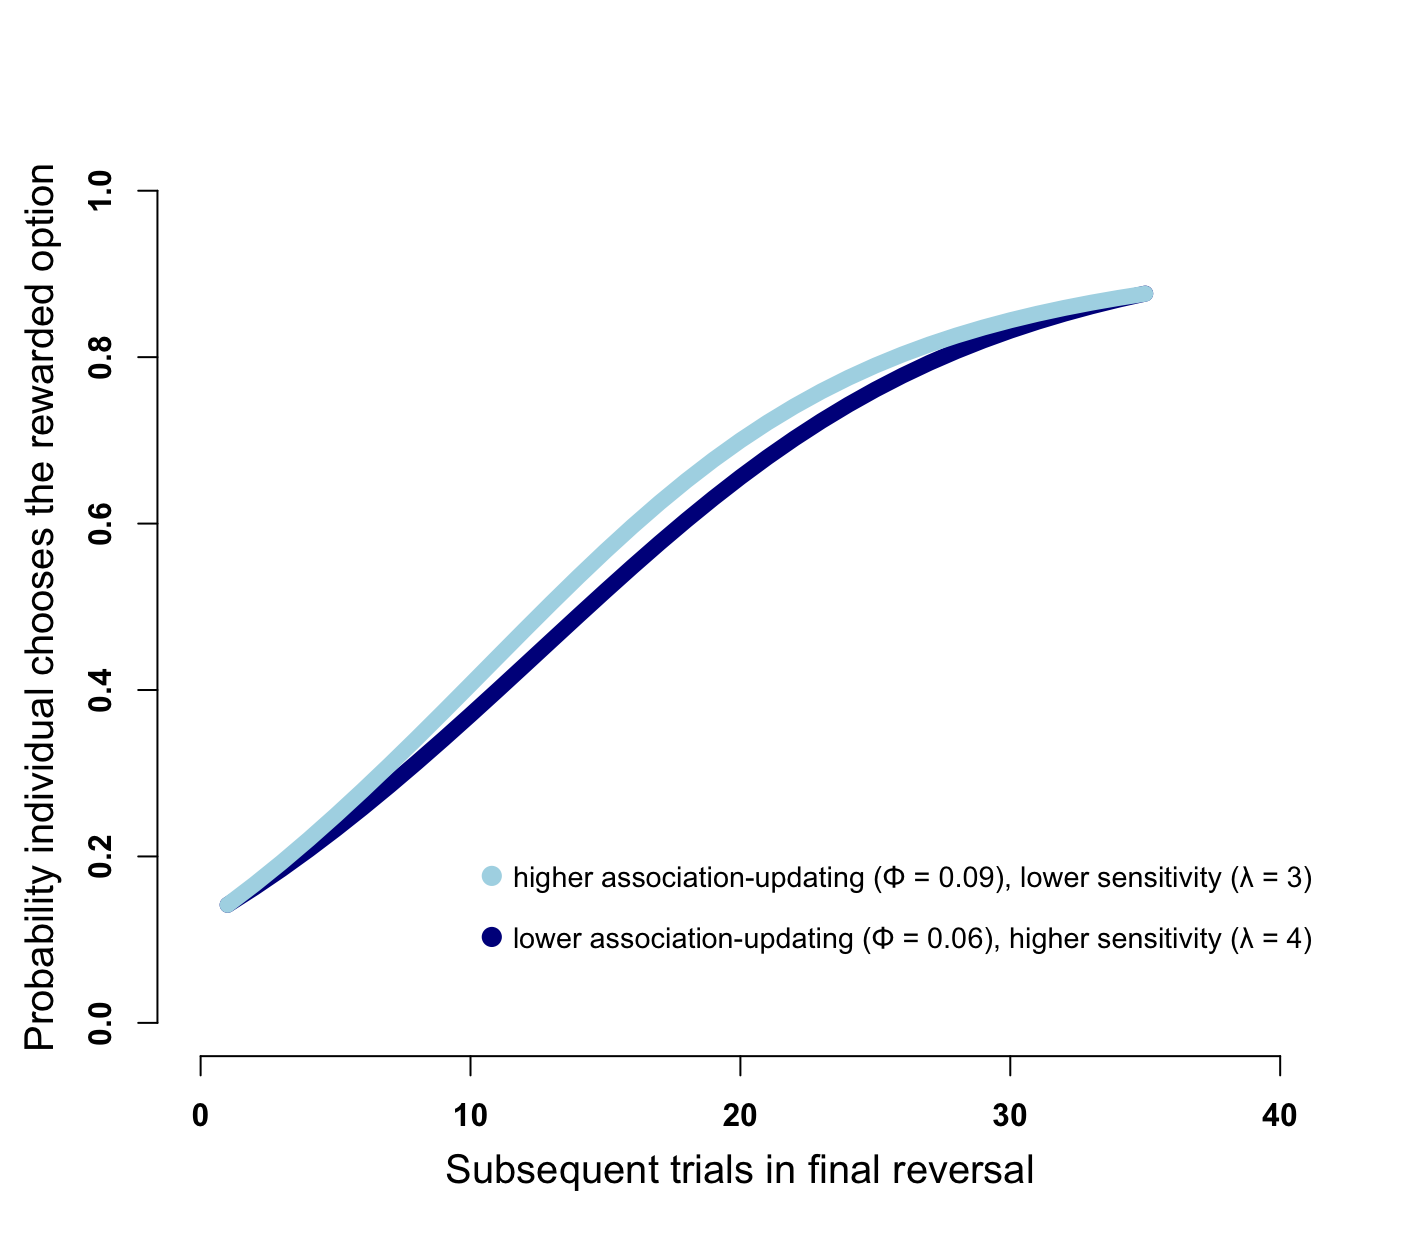 Probability individual chooses the rewarded option
1.0
0.8
0.6
0.4
0.2
0.0
higher association-updating (Φ = 0.09), lower sensitivity (λ = 3)
lower association-updating (Φ = 0.06), higher sensitivity (λ = 4)
0 10 20 30 40
Subsequent trials in final reversal